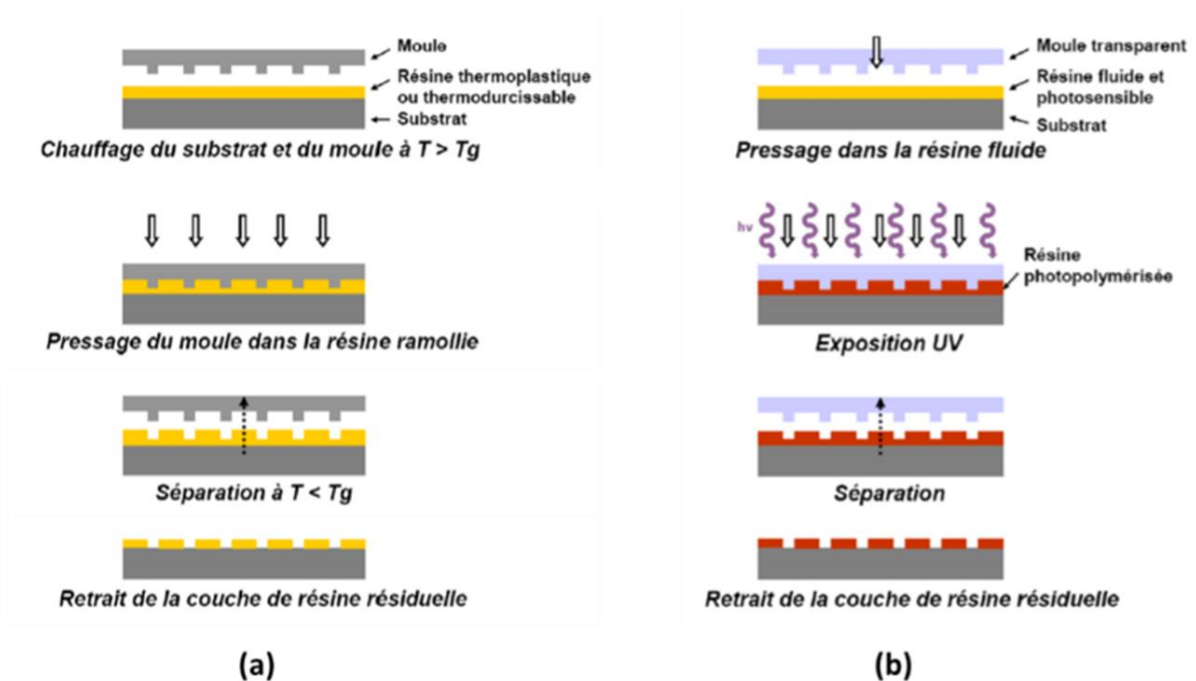 Moule
Résine thermoplastique
ou thermodurcissable
Substrat
Chauffage du substrat et du moule à T > Tg
Pressage du moule dans la résine ramollie
Séparation à T < Tg
Retrait de la couche de résine résiduelle
(a)
Moule transparent
Résine fluide et
photosensible
Substrat
Pressage dans la résine fluide
hν
Résine
photopolymérisée
Exposition UV
Séparation
Retrait de la couche de résine résiduelle
(b)